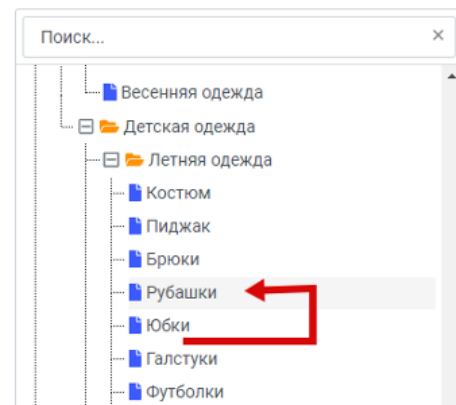 Поиск...
Весенняя одежда
Детская одежда
Летняя одежда
Костюм
Пиджак
Брюки
Рубашки
Юбки
Галстуки
Футболки